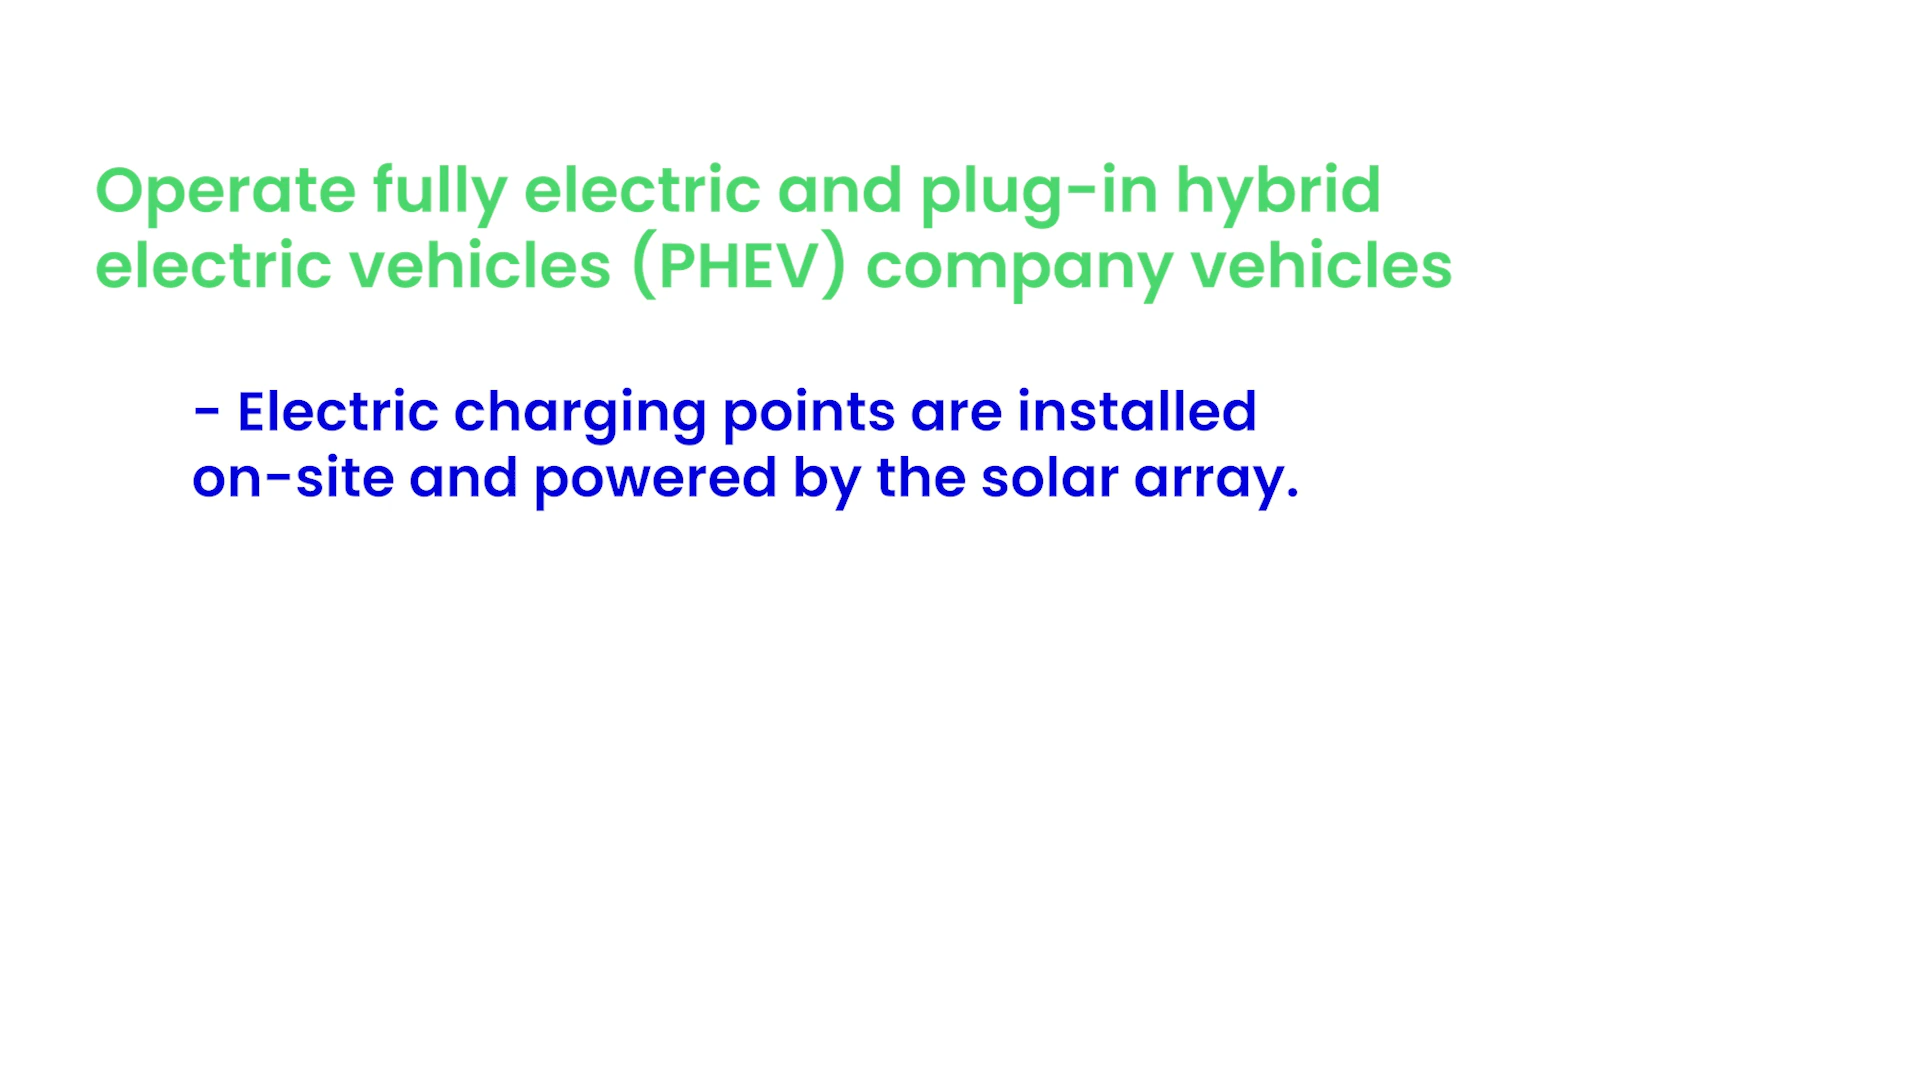 Operate fully electric and plug-in hybrid
electric vehicles (PHEV) company vehicles
- Electric charging points are installed
on-site and powered by the solar array.